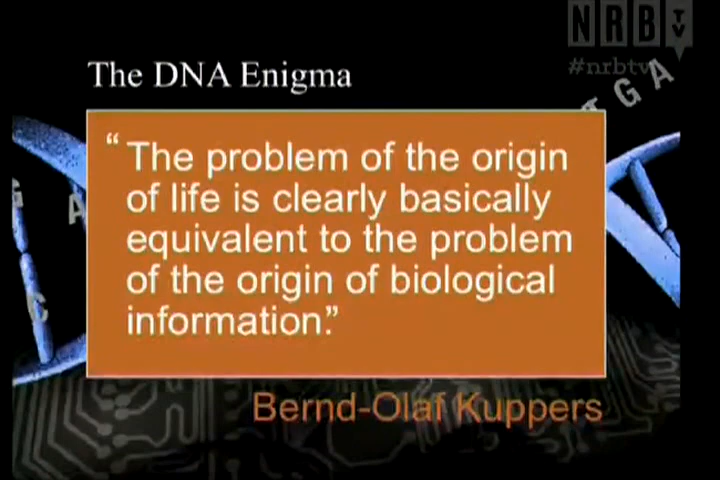 NRB TV
#nrbtv
The DNA Enigma
T G A
“The problem of the origin
of life is clearly basically
equivalent to the problem
of the origin of biological
information.”
G A
C
Bernd-Olaf Kuppers